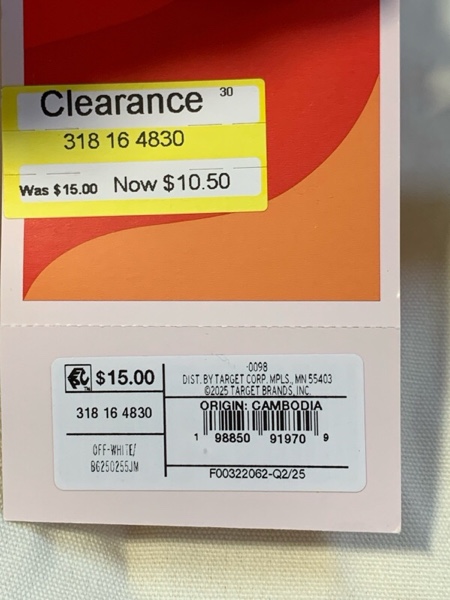 Clearance 30
318 16 4830
Was $15.00 Now $10.50
$15.00
318 16 4830
OFF-WHITE/
BG250255JM
-0098
DIST. BY TARGET CORP. MPLS., MN 55403
©2025 TARGET BRANDS, INC.
ORIGIN: CAMBODIA
1 98850 91970 9
F00322062-Q2/25